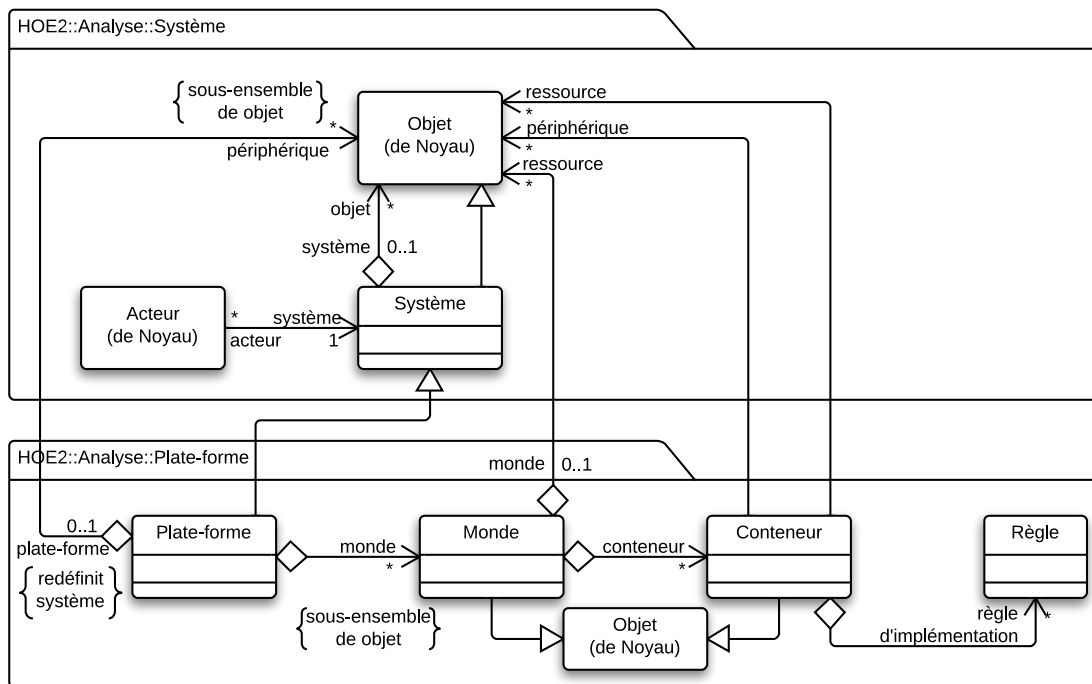 HOE2::Analyse::Système
sous-ensemble
de objet
*
périphérique
Objet
(de Noyau)
ressource
*
périphérique
*
ressource
*
objet
*
système
0..1
Acteur
(de Noyau)
*
système
acteur
1
Système
HOE2::Analyse::Plate-forme
monde
0..1
0..1
plate-forme
redéfinit
système
Plate-forme
monde
*
Monde
conteneur
*
Conteneur
Règle
sous-ensemble
de objet
Objet
(de Noyau)
règle
d'implémentation
*